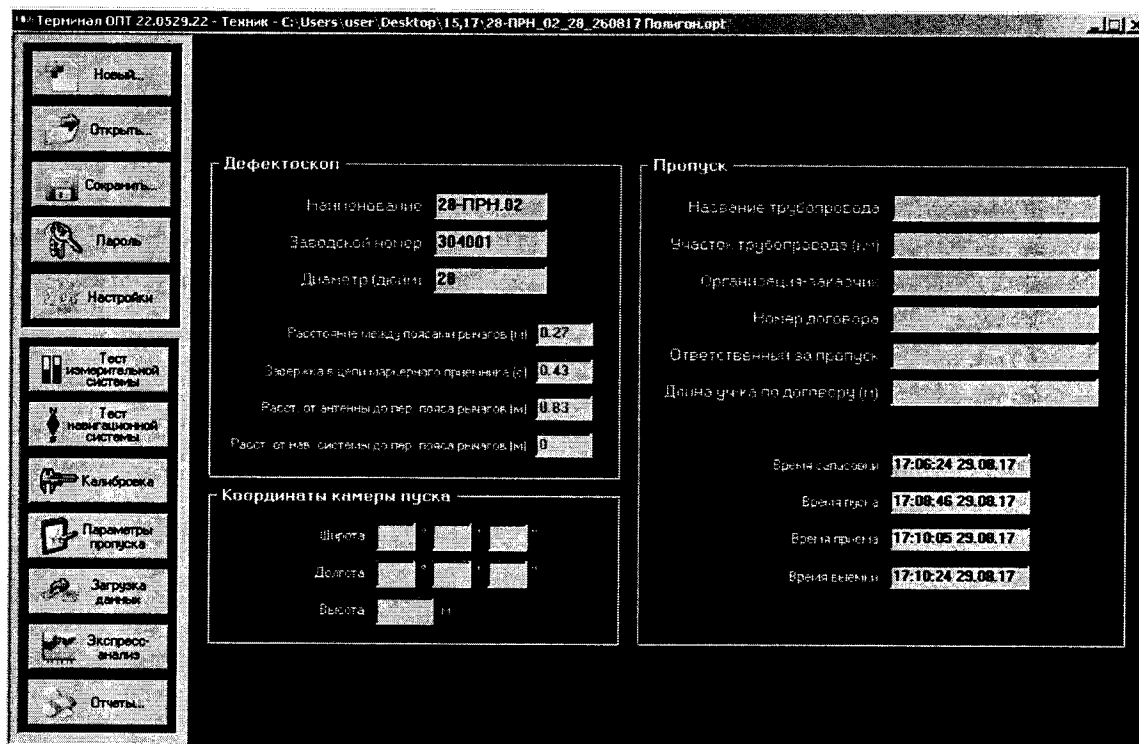 Терминал ОПТ 22.0529.22 - Техник - C:\Users\user\Desktop\15,17\28-ПРН_02_28_260817 Полигон.opt
Новый...
Открыть...
Сохранить...
Пароль
Настройки
Тест
измерительной
системы
Тест
навигационной
системы
Калибровка
Параметры
пропуска
Загрузка
данных
Экспресс-
анализ
Отчеты...
Дефектоскоп
Наименование 28-ПРН.02
Заводской номер 304001
Диаметр (дюйм) 28
Расстояние между поясами рычагов (м) 0.27
Задержка в цепи маркерного приемника (с) 0.43
Расст. от антенны до пер. пояса рычагов (м) 0.83
Расст. от нав. системы до пер. пояса рычагов (м) 0
Координаты камеры пуска
Широта ° ' "
Долгота ° ' "
Высота м
Пропуск
Название трубопровода
Участок трубопровода (км)
Организация-заказчик
Номер договора
Ответственный за пропуск
Длина уч-ка по договору (м)
Время запасовки 17:06:24 29.08.17
Время пуска 17:08:46 29.08.17
Время приема 17:10:05 29.08.17
Время выемки 17:10:24 29.08.17